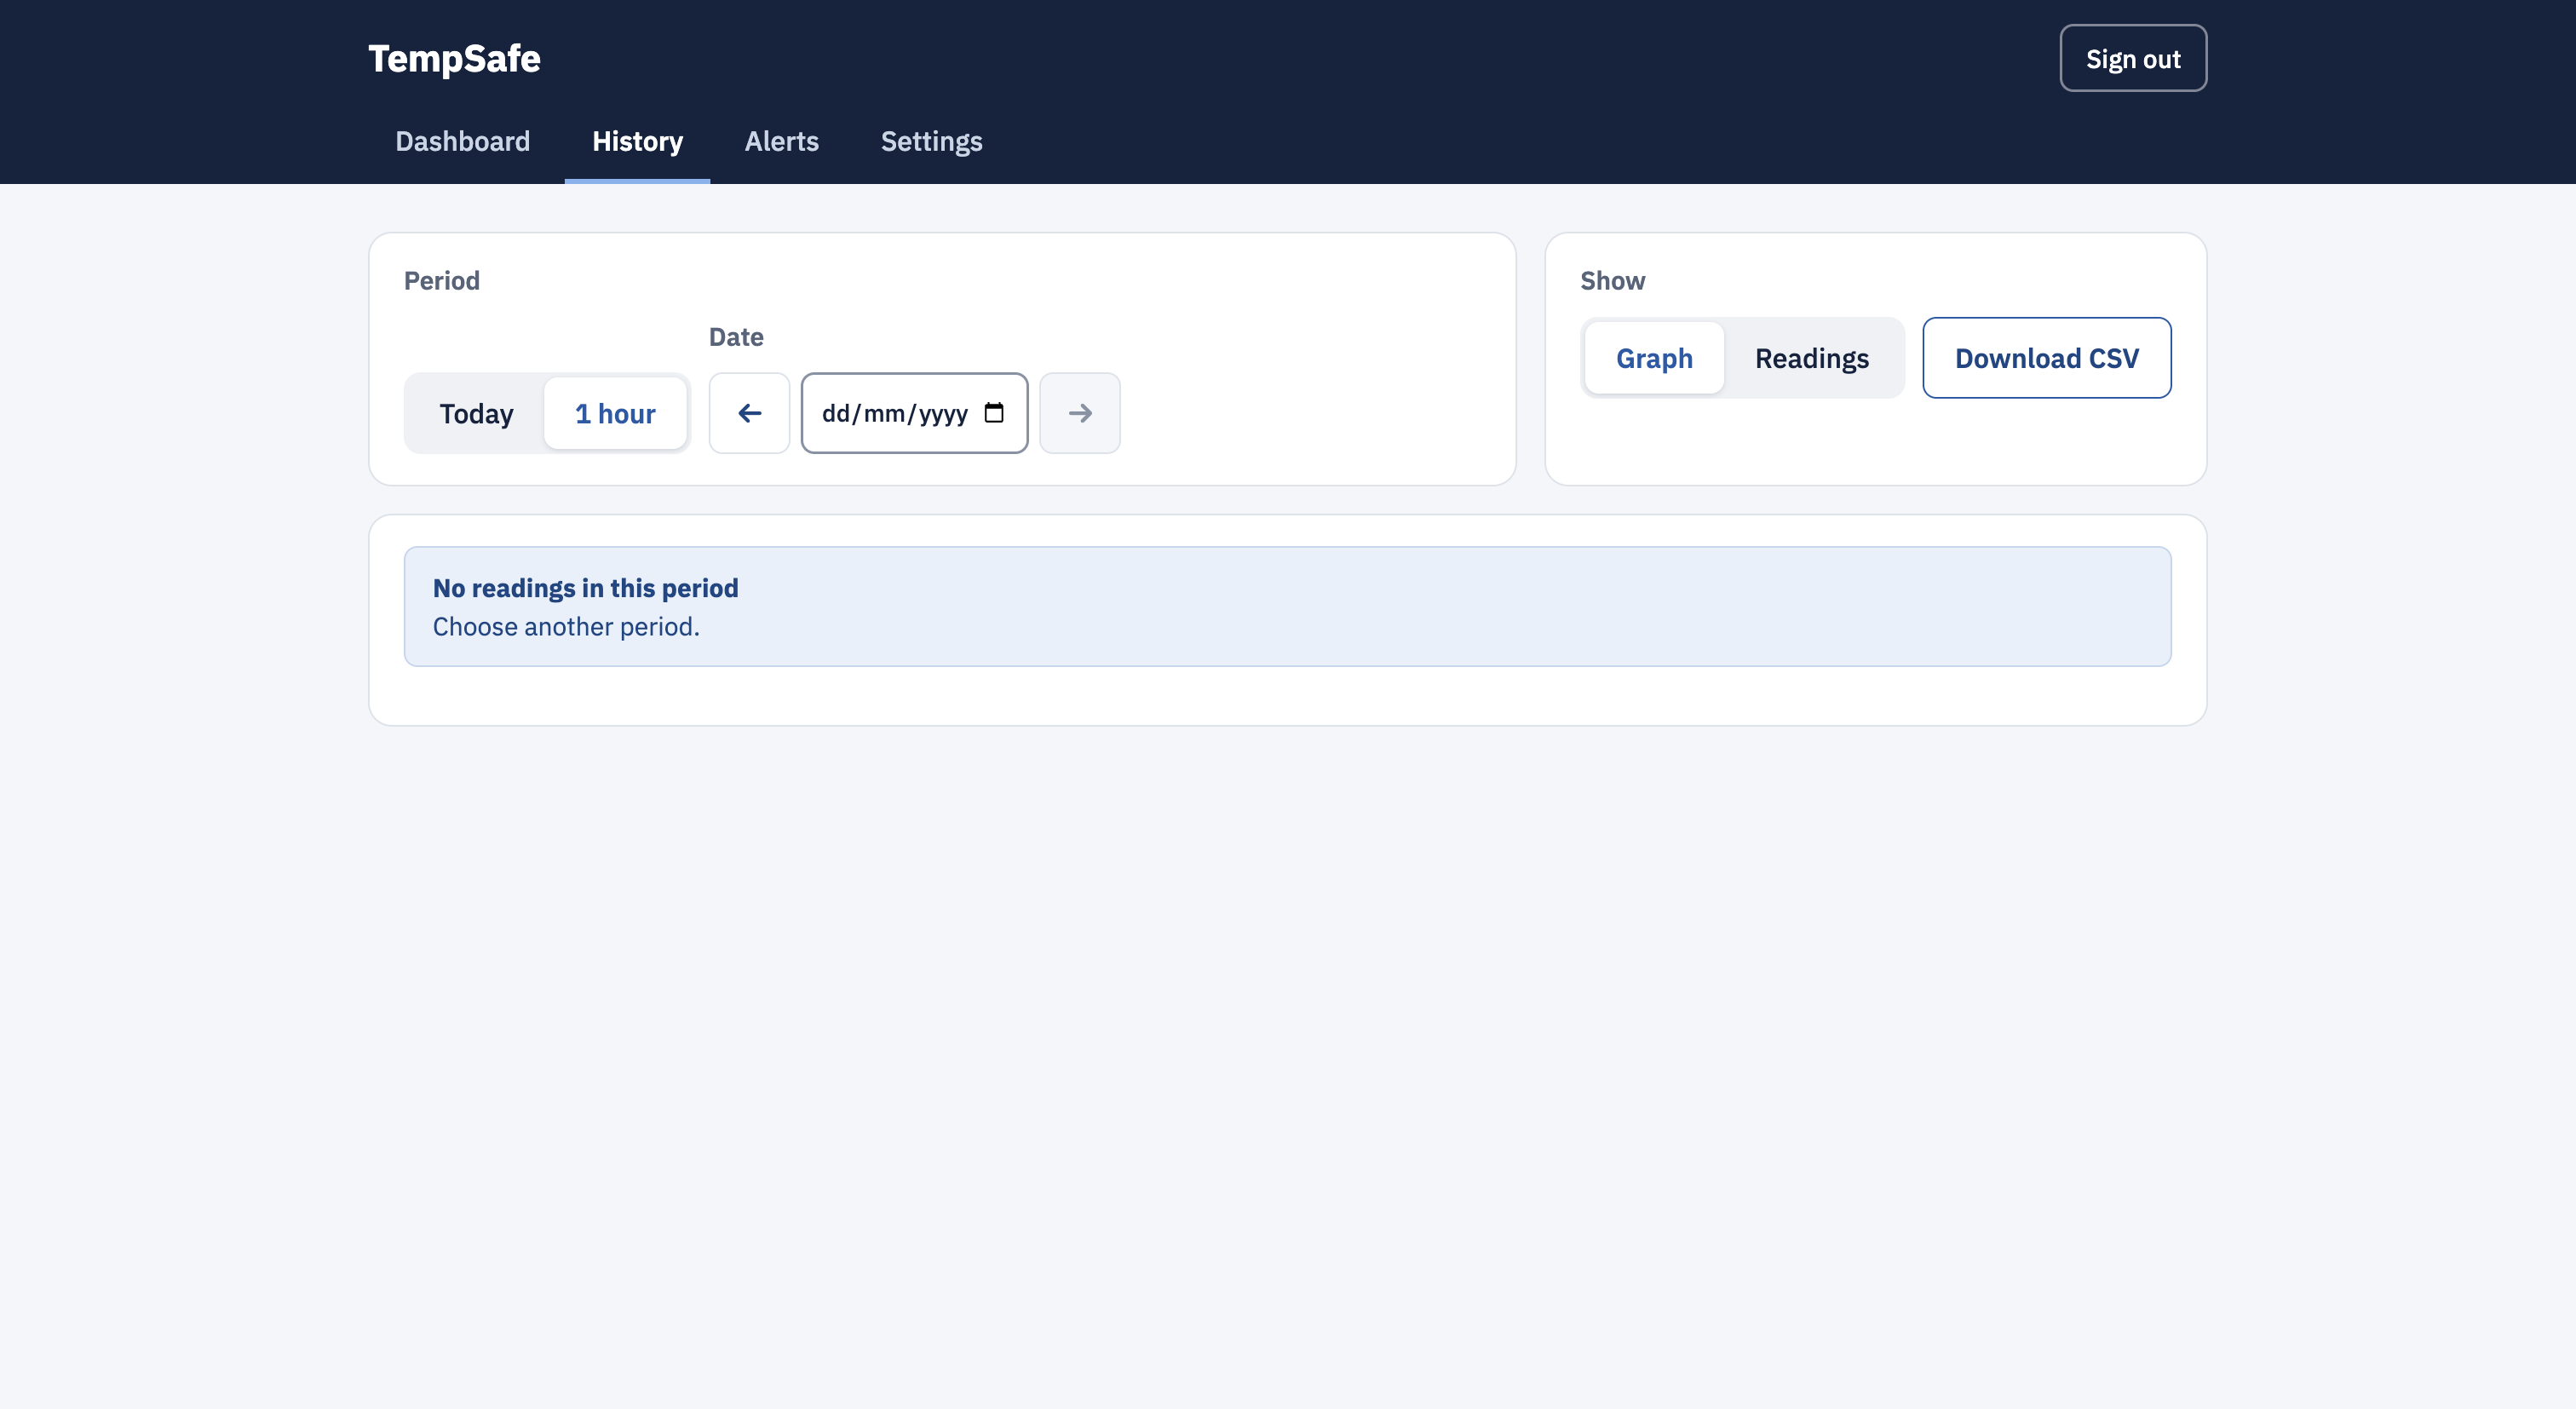 TempSafe
Sign out
Dashboard History Alerts Settings
Period
Date
Today 1 hour dd/mm/yyyy
Show
Graph Readings Download CSV
No readings in this period
Choose another period.